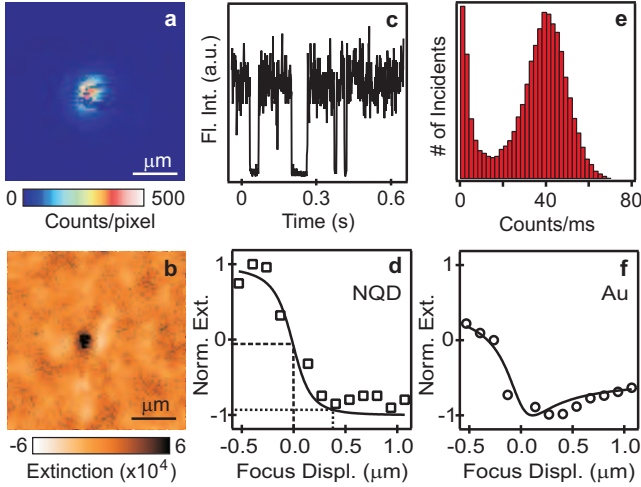 a
μm
0 500
Counts/pixel
c
Fl. Int. (a.u.)
0 0.3 0.6
Time (s)
e
# of Incidents
0 40 80
Counts/ms
b
μm
-6 6
Extinction (x10⁴)
d
NQD
Norm. Ext.
1
0
-1
-0.5 0.0 0.5 1.0
Focus Displ. (μm)
f
Au
Norm. Ext.
1
0
-1
-0.5 0.0 0.5 1.0
Focus Displ. (μm)